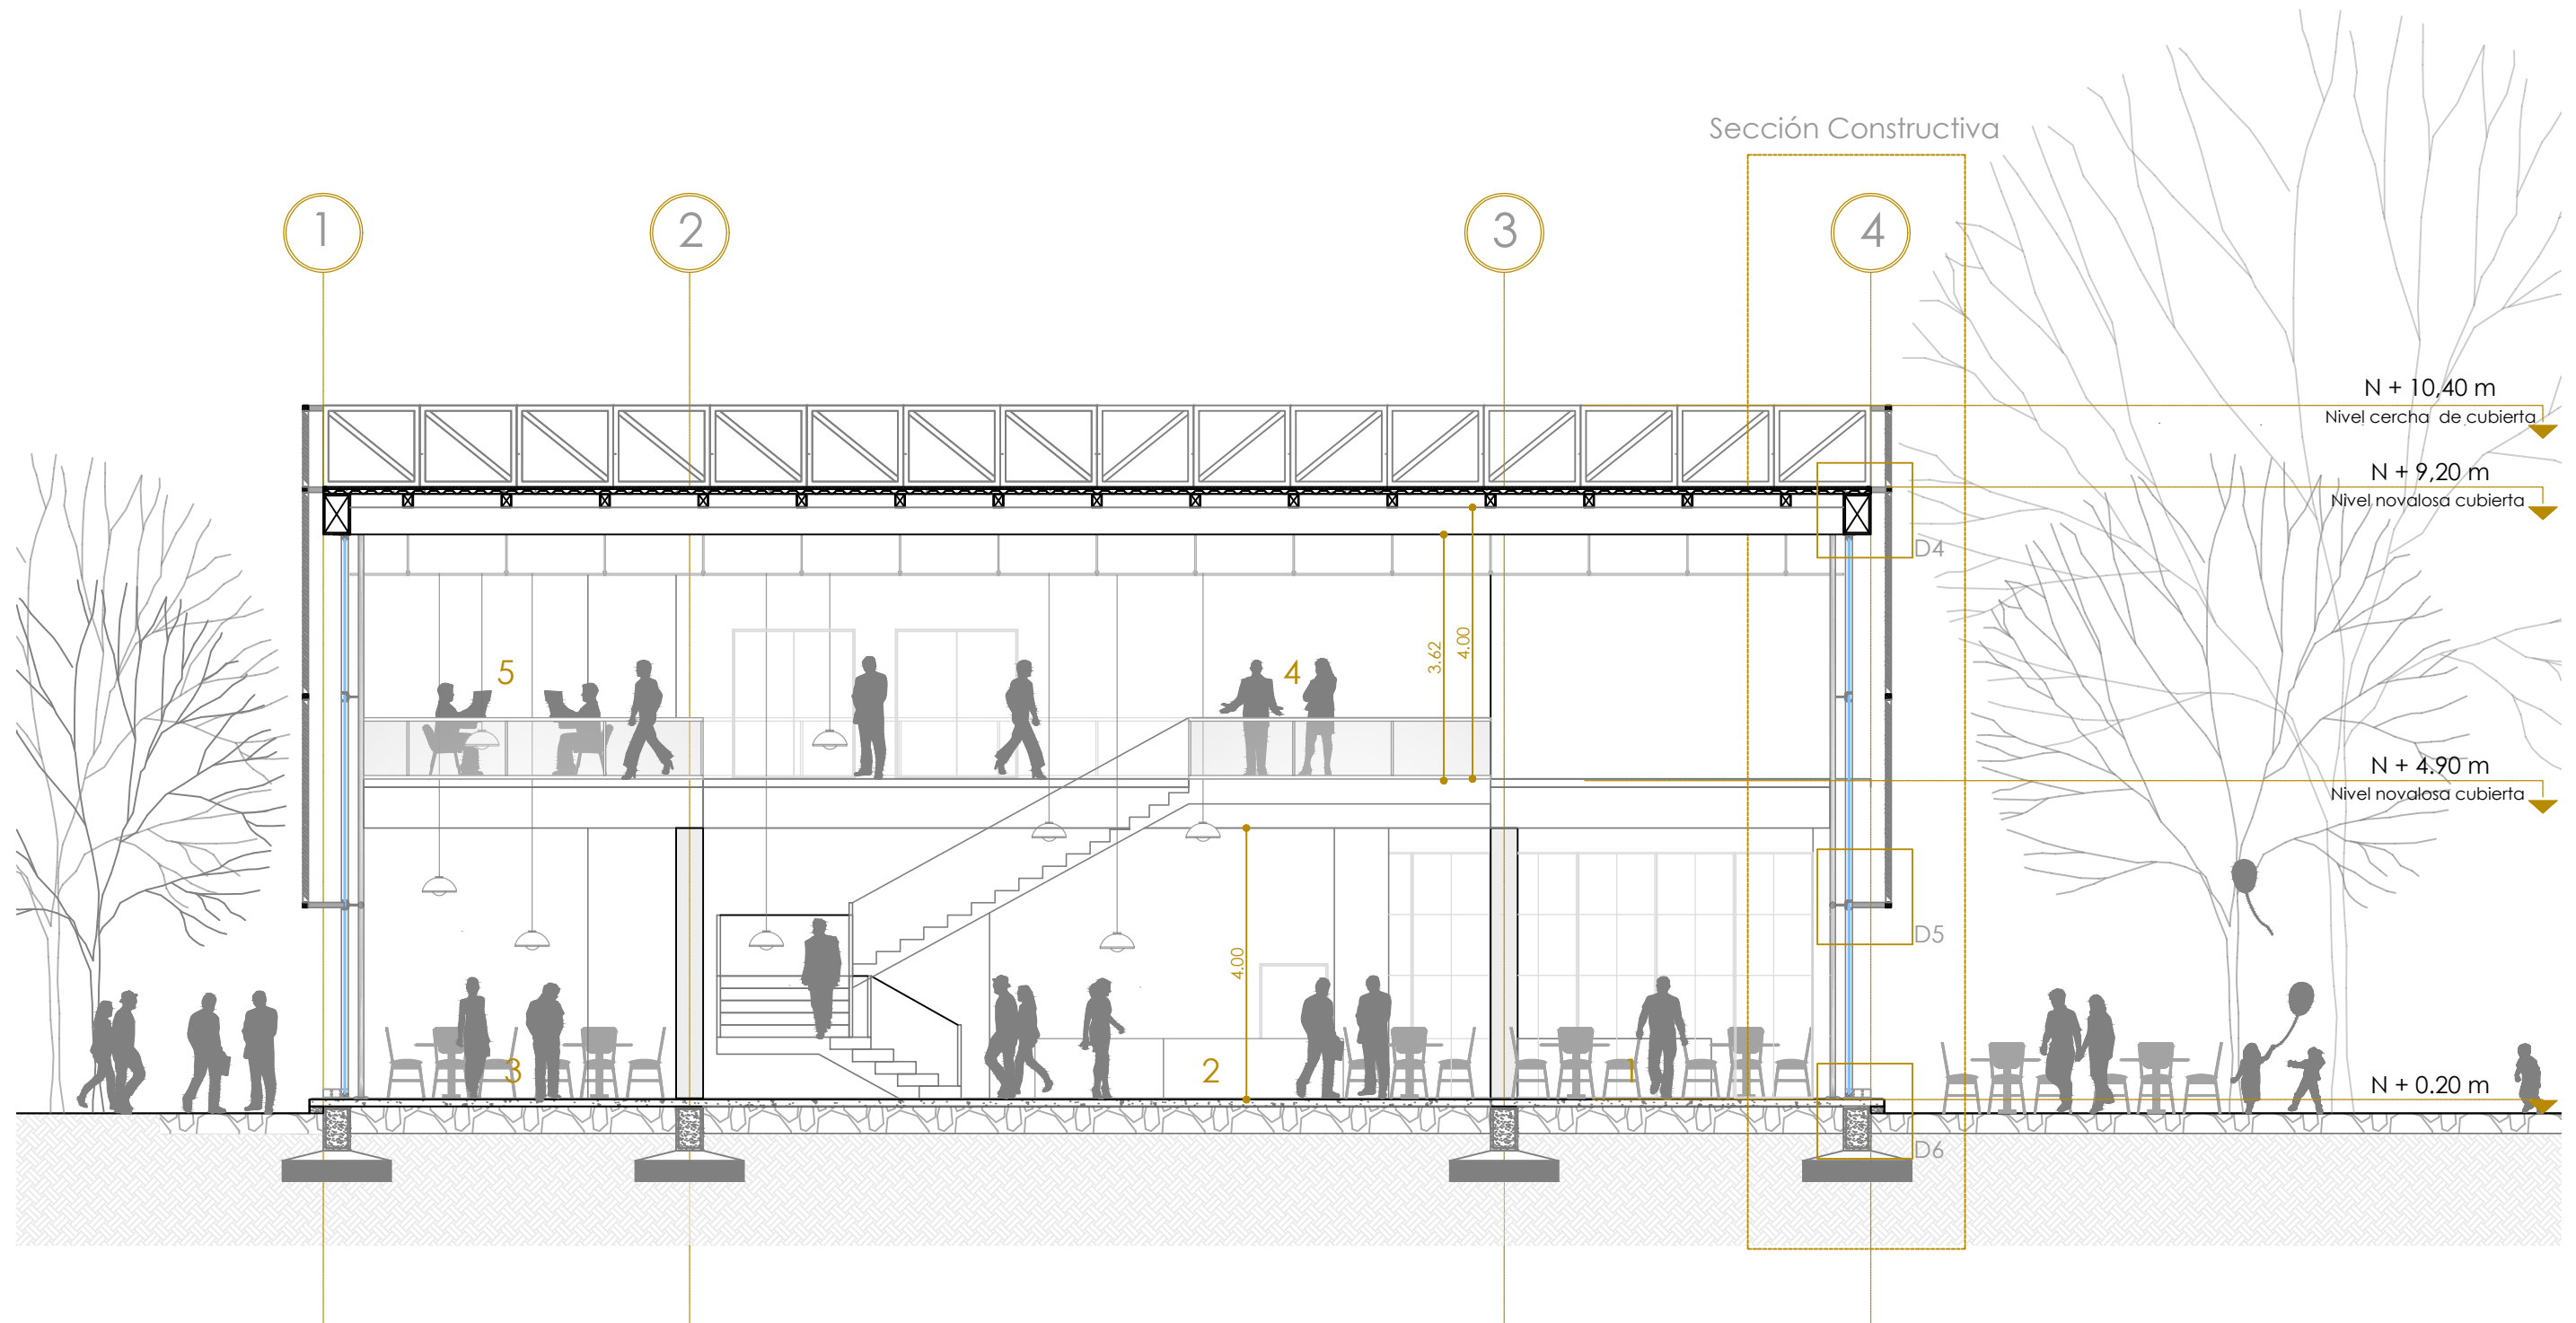 Sección Constructiva
1
2
3
4
N + 10,40 m
Nivel cercha de cubierta
N + 9,20 m
Nivel novalosa cubierta
D4
3.62
4.00
5
4
N + 4.90 m
Nivel novalosa cubierta
D5
4.00
3
2
1
N + 0.20 m
D6